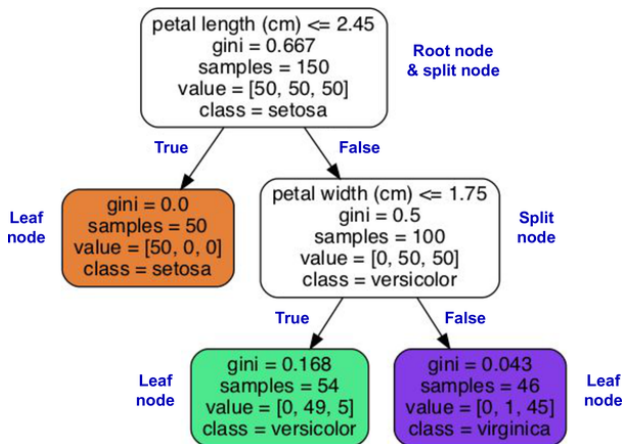 petal length (cm) <= 2.45
gini = 0.667
samples = 150
value = [50, 50, 50]
class = setosa
Root node
& split node
True
False
Leaf
node
gini = 0.0
samples = 50
value = [50, 0, 0]
class = setosa
petal width (cm) <= 1.75
gini = 0.5
samples = 100
value = [0, 50, 50]
class = versicolor
Split
node
True
False
Leaf
node
gini = 0.168
samples = 54
value = [0, 49, 5]
class = versicolor
gini = 0.043
samples = 46
value = [0, 1, 45]
class = virginica
Leaf
node